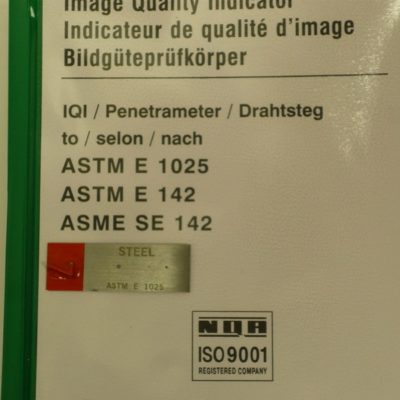 Image Quality Indicator
Indicateur de qualité d'image
Bildgüteprüfkörper
IQI / Penetrameter / Drahtsteg
to / selon / nach
ASTM E 1025
ASTM E 142
ASME SE 142
STEEL
ASTM E 1025
NQA
ISO9001
REGISTERED COMPANY